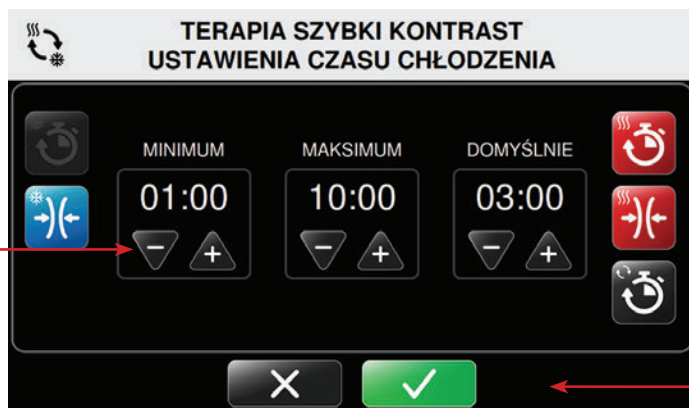 TERAPIA SZYBKI KONTRAST
USTAWIENIA CZASU CHŁODZENIA
MINIMUM MAKSIMUM DOMYŚLNIE
01:00 10:00 03:00